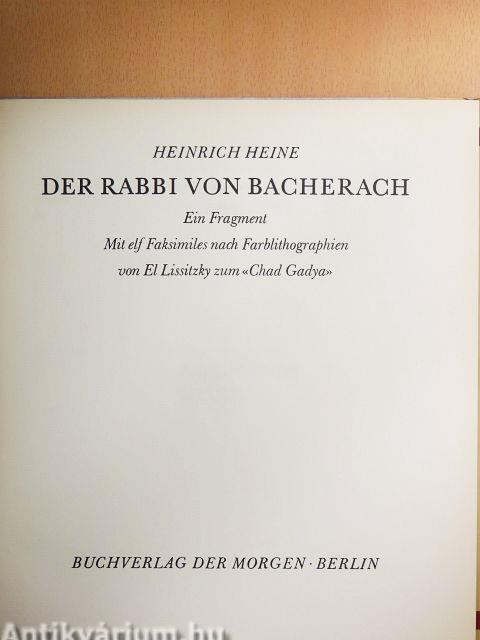 HEINRICH HEINE
DER RABBI VON BACHERACH
Ein Fragment
Mit elf Faksimiles nach Farblithographien
von El Lissitzky zum «Chad Gadya»
BUCHVERLAG DER MORGEN · BERLIN
Antikvárium.hu